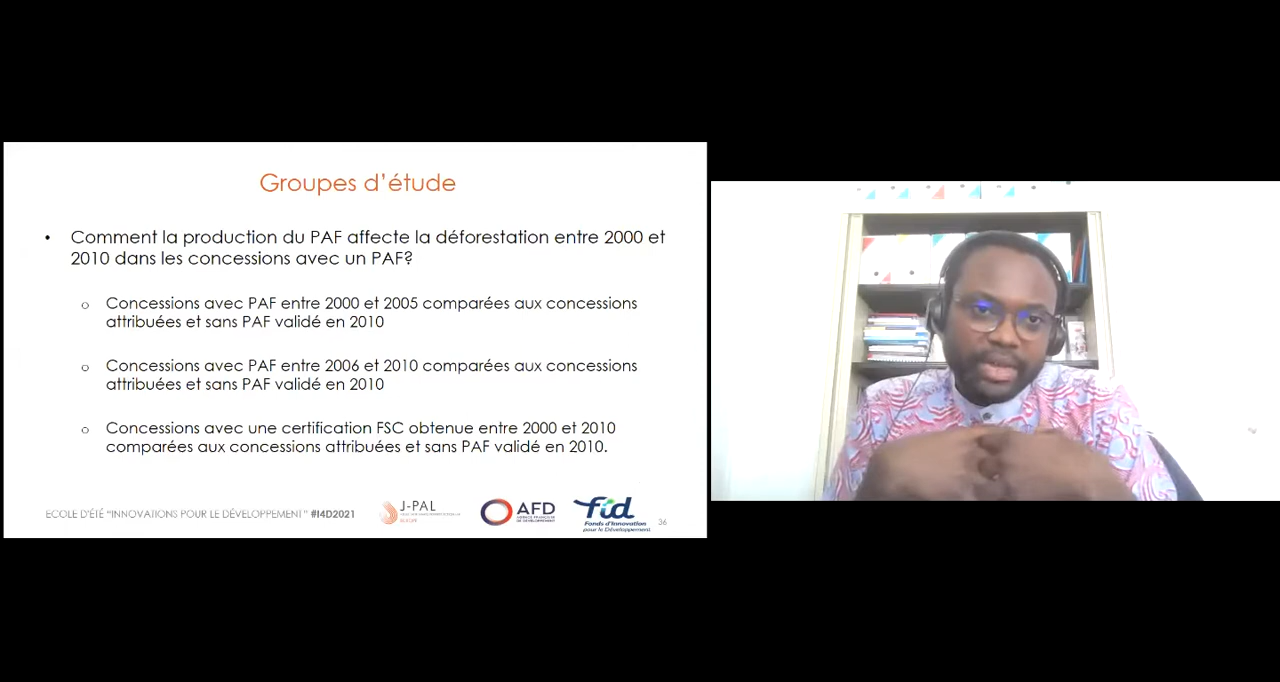 Groupes d'étude
• Comment la production du PAF affecte la déforestation entre 2000 et
2010 dans les concessions avec un PAF?
o Concessions avec PAF entre 2000 et 2005 comparées aux concessions
attribuées et sans PAF validé en 2010
o Concessions avec PAF entre 2006 et 2010 comparées aux concessions
attribuées et sans PAF validé en 2010
o Concessions avec une certification FSC obtenue entre 2000 et 2010
comparées aux concessions attribuées et sans PAF validé en 2010.
ECOLE D'ÉTÉ "INNOVATIONS POUR LE DÉVELOPPEMENT" #I4D2021
J-PAL
AFD
AGENCE FRANÇAISE
DE DÉVELOPPEMENT
fid
Fonds d'Innovation
pour le Développement
36